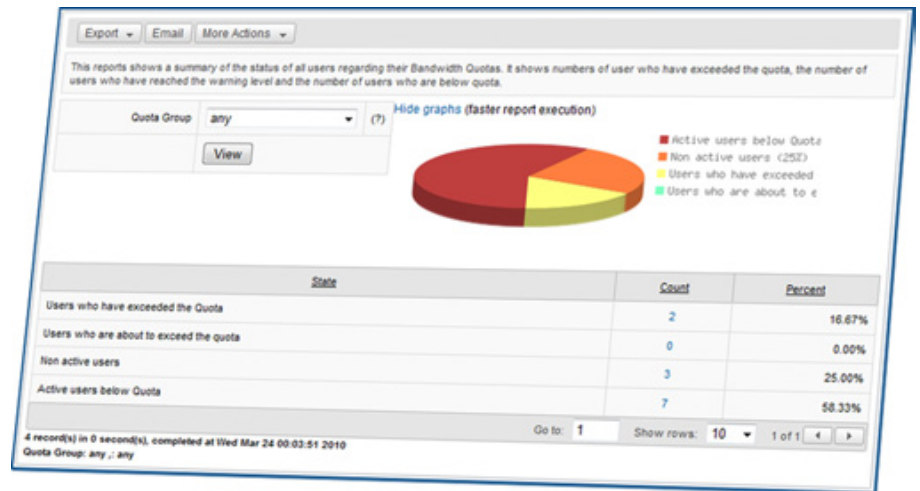 Export Email More Actions
This reports shows a summary of the status of all users regarding their Bandwidth Quotas. It shows numbers of user who have exceeded the quota, the number of
users who have reached the warning level and the number of users who are below quota.
Quota Group any (?)
View
Hide graphs (faster report execution)
Active users below Quota
Non active users (25%)
Users who have exceeded
Users who are about to e
State Count Percent
Users who have exceeded the Quota 2 16.67%
Users who are about to exceed the quota 0 0.00%
Non active users 3 25.00%
Active users below Quota 7 58.33%
Go to: 1 Show rows: 10 1 of 1
4 record(s) in 0 second(s), completed at Wed Mar 24 00:03:51 2010
Quota Group: any ,: any